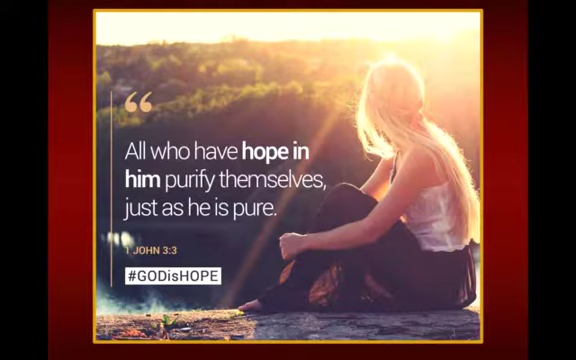 “
All who have hope in
him purify themselves,
just as he is pure.
1 JOHN 3:3
#GODisHOPE